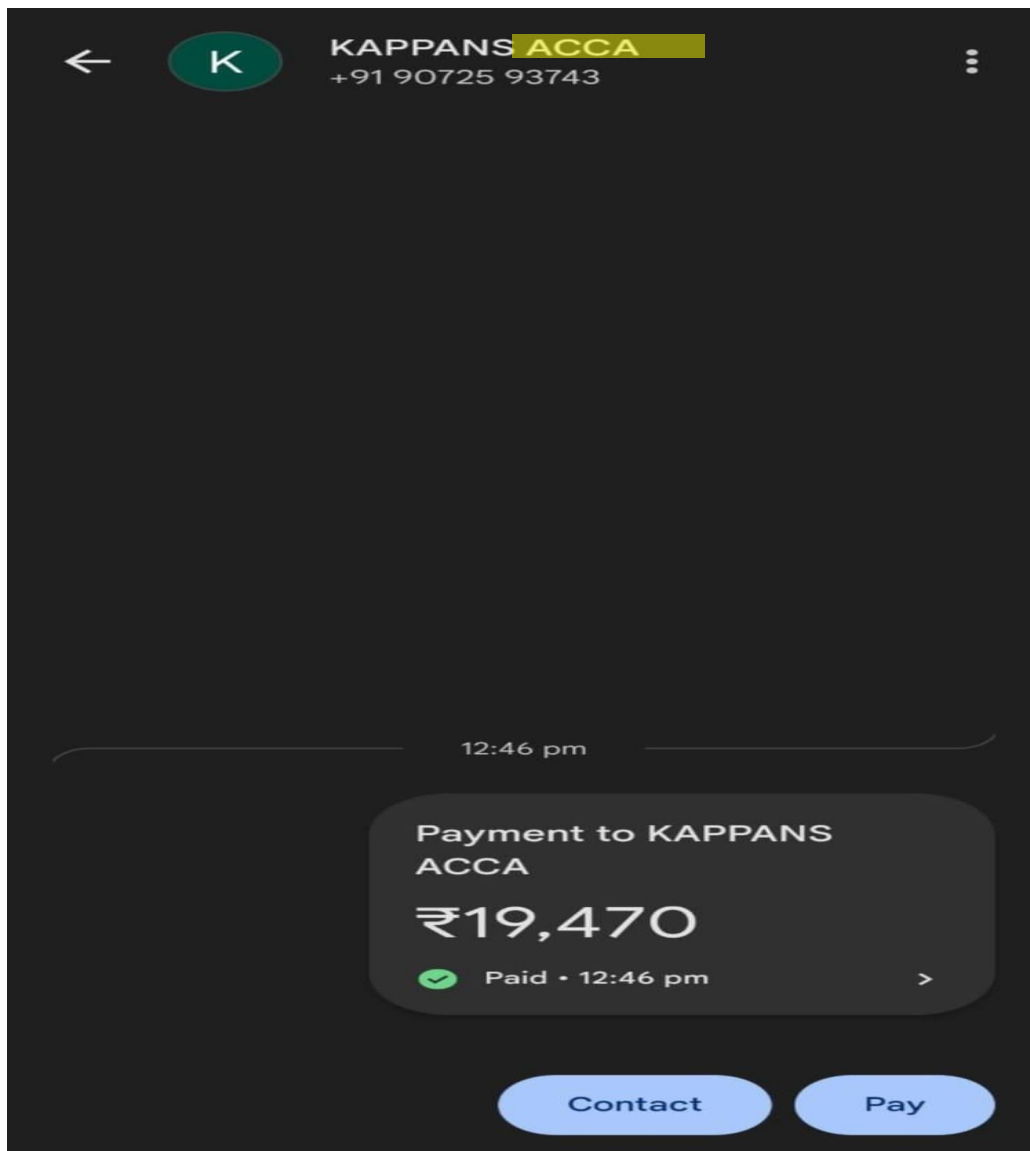 K
KAPPANS ACCA
+91 90725 93743
12:46 pm
Payment to KAPPANS
ACCA
₹19,470
Paid • 12:46 pm
Contact
Pay